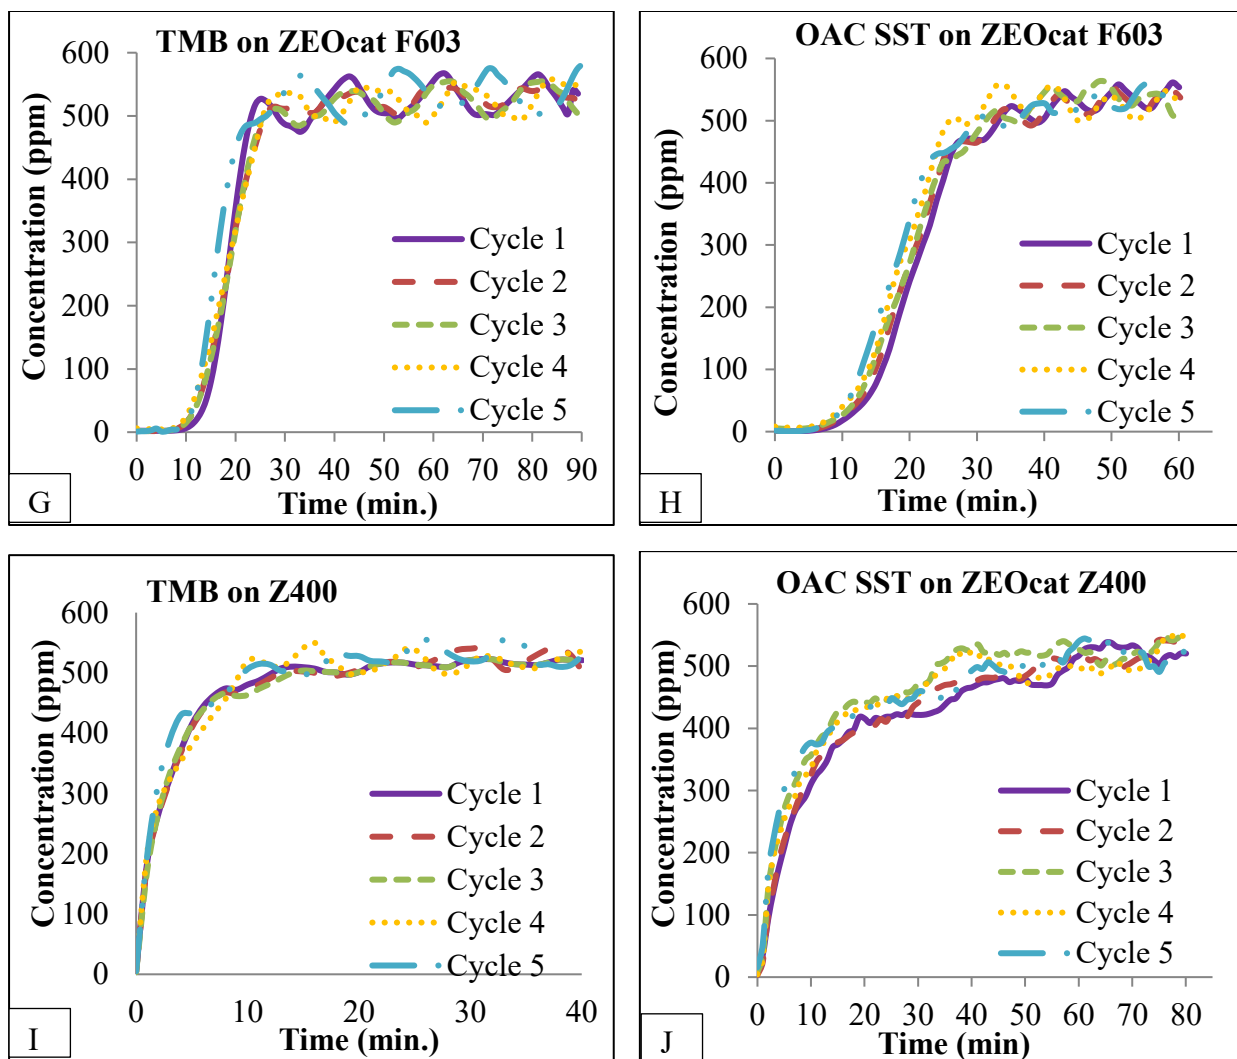 TMB on ZEOcat F603
600
500
400
300
200
100
0
Concentration (ppm)
Cycle 1
Cycle 2
Cycle 3
Cycle 4
Cycle 5
0 10 20 30 40 50 60 70 80 90
Time (min.)
G
OAC SST on ZEOcat F603
600
500
400
300
200
100
0
Concentration (ppm)
Cycle 1
Cycle 2
Cycle 3
Cycle 4
Cycle 5
0 10 20 30 40 50 60
Time (min.)
H
TMB on Z400
600
500
400
300
200
100
0
Concentration (ppm)
Cycle 1
Cycle 2
Cycle 3
Cycle 4
Cycle 5
0 10 20 30 40
Time (min.)
I
OAC SST on ZEOcat Z400
600
500
400
300
200
100
0
Concentration (ppm)
Cycle 1
Cycle 2
Cycle 3
Cycle 4
Cycle 5
0 10 20 30 40 50 60 70 80
Time (min)
J